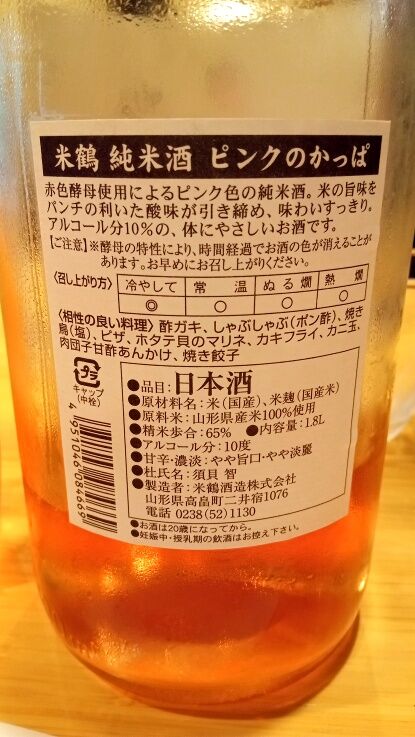 米鶴 純米酒 ピンクのかっぱ
赤色酵母使用によるピンク色の純米酒。米の旨味を
パンチの利いた酸味が引き締め、味わいすっきり。
アルコール分10%の、体にやさしいお酒です。
【ご注意】※酵母の特性により、時間経過でお酒の色が消えることが
あります。お早めにお召し上がりください。
〈召し上がり方〉 冷やして 常温 ぬる燗 熱燗
◎ ○ ○ ○
〈相性の良い料理〉酢ガキ、しゃぶしゃぶ(ポン酢)、焼き
鳥(塩)、ピザ、ホタテ貝のマリネ、カキフライ、カニ玉、
肉団子甘酢あんかけ、焼き餃子
プラ
キャップ
(中栓)
4951046084669
●品目:日本酒
●原材料名:米(国産)、米麹(国産米)
●原料米:山形県産米100%使用
●精米歩合:65% ●内容量:1.8L
●アルコール分:10度
●甘辛・濃淡:やや旨口・やや淡麗
●杜氏名:須貝 智
●製造者:米鶴酒造株式会社
山形県高畠町二井宿1076
電話 0238(52)1130
●お酒は20歳になってから。
●妊娠中・授乳期の飲酒はお控え下さい。